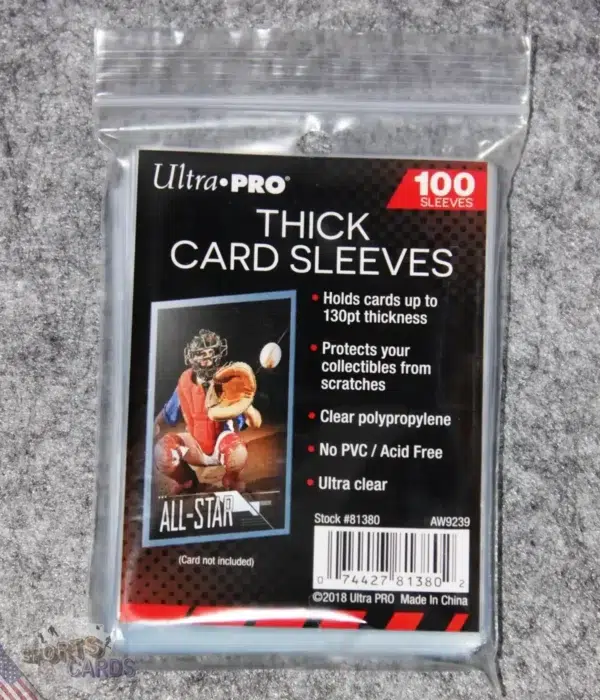 Ultra•PRO®
100
SLEEVES
THICK
CARD SLEEVES
• Holds cards up to
130pt thickness
• Protects your
collectibles from
scratches
• Clear polypropylene
• No PVC / Acid Free
• Ultra clear
ALL-STAR
(Card not included)
Stock #81380 AW9239
0 74427 81380 2
©2018 Ultra PRO Made In China
SPORTS
CARDS